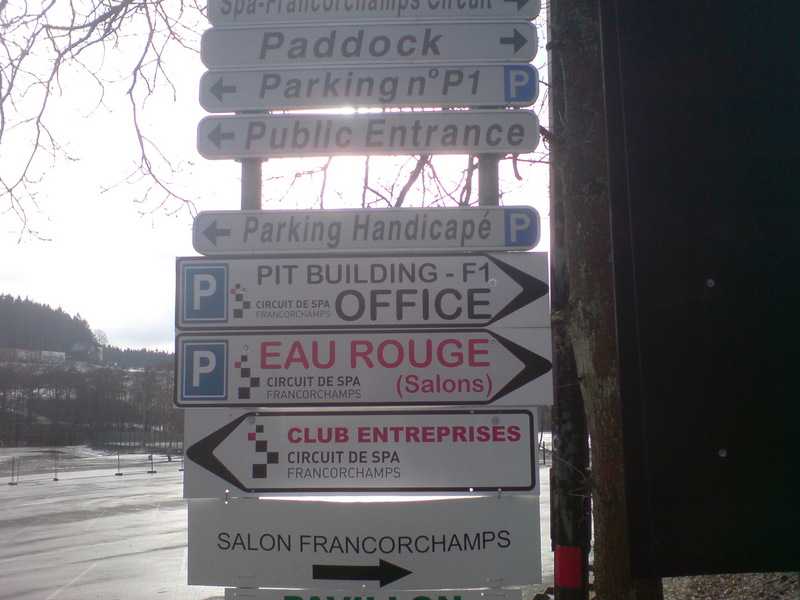 Spa-Francorchamps Circuit
Paddock
Parking n° P1 P
Public Entrance
Parking Handicapé P
P PIT BUILDING - F1
CIRCUIT DE SPA
FRANCORCHAMPS
OFFICE
P EAU ROUGE
CIRCUIT DE SPA
FRANCORCHAMPS
(Salons)
CLUB ENTREPRISES
CIRCUIT DE SPA
FRANCORCHAMPS
SALON FRANCORCHAMPS
PAVILLON